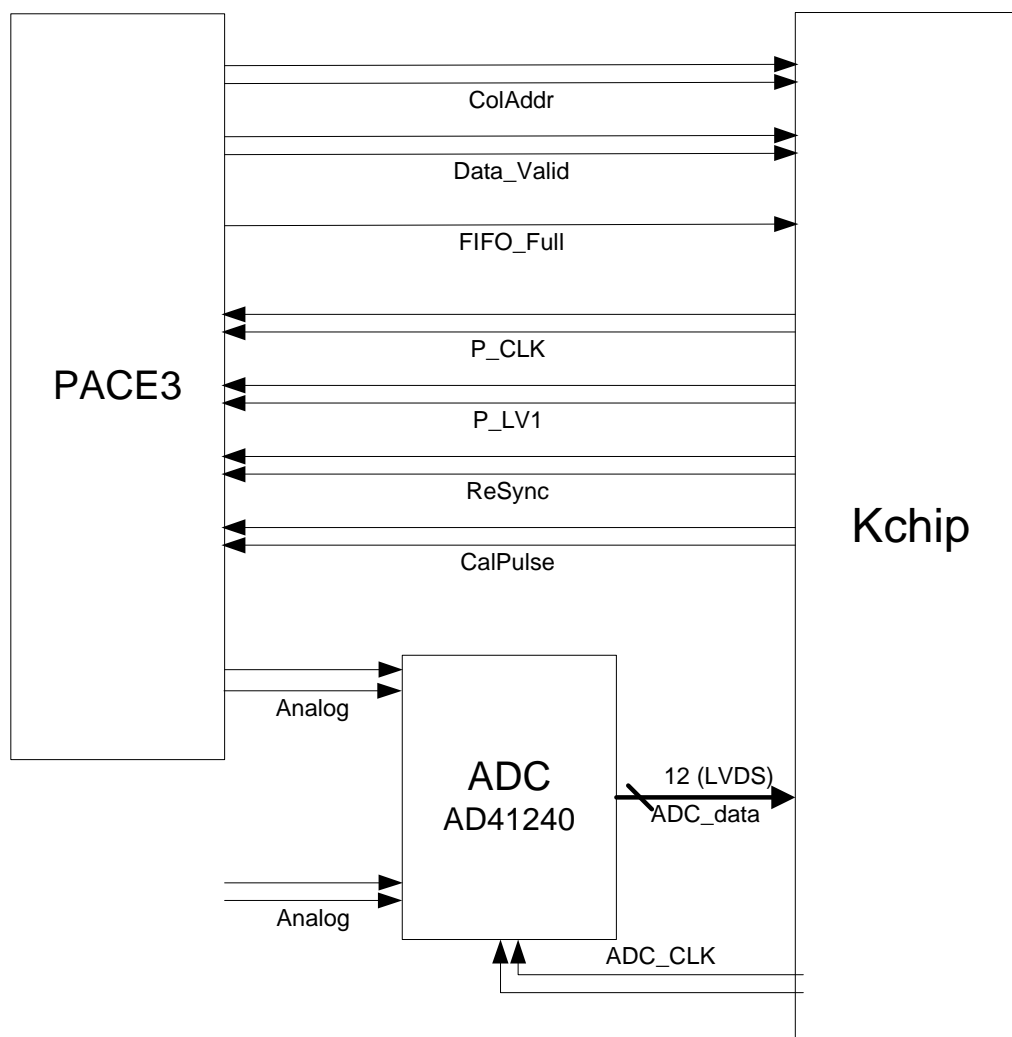 ColAddr
Data_Valid
FIFO_Full
P_CLK
PACE3
P_LV1
ReSync
Kchip
CalPulse
Analog
ADC
AD41240
12 (LVDS)
ADC_data
Analog
ADC_CLK